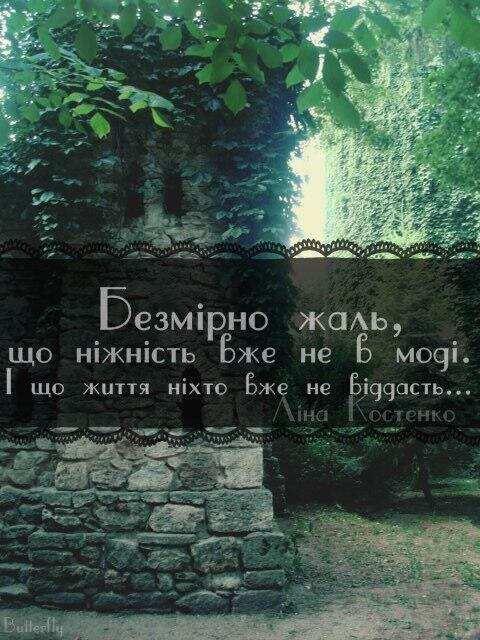 Безмірно жаль,
що ніжність вже не в моді.
І що життя ніхто вже не віддасть...
Ліна Костенко
Butterfly